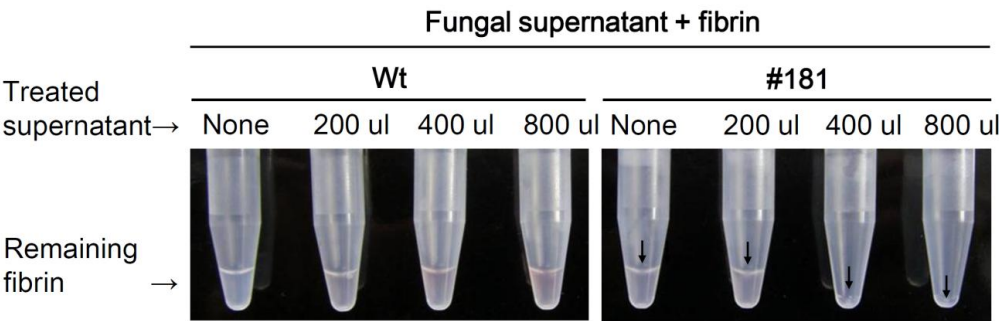 Fungal supernatant + fibrin
Wt #181
Treated
supernatant→ None 200 ul 400 ul 800 ul None 200 ul 400 ul 800 ul
Remaining
fibrin →